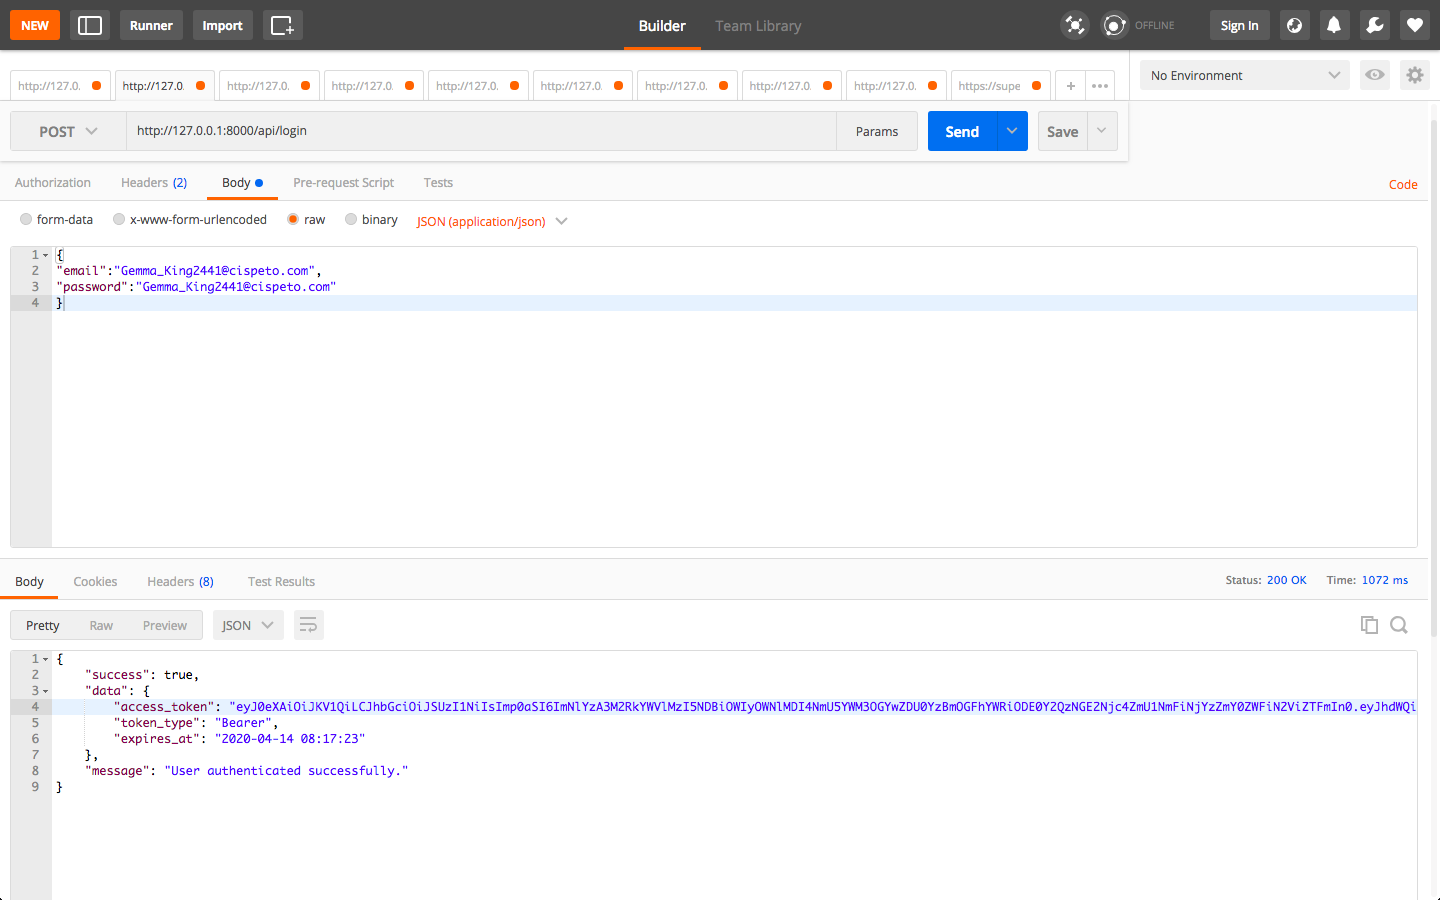 NEW Runner Import Builder Team Library OFFLINE Sign In
http://127.0. http://127.0. http://127.0. http://127.0. http://127.0. http://127.0. http://127.0. http://127.0. http://127.0. https://supe + ••• No Environment
POST http://127.0.0.1:8000/api/login Params Send Save
Authorization Headers (2) Body Pre-request Script Tests Code
form-data x-www-form-urlencoded raw binary JSON (application/json)
1 {
2 "email":"Gemma_King2441@cispeto.com",
3 "password":"Gemma_King2441@cispeto.com"
4 }
Body Cookies Headers (8) Test Results Status: 200 OK Time: 1072 ms
Pretty Raw Preview JSON
1 {
2 "success": true,
3 "data": {
4 "access_token": "eyJ0eXAiOiJKV1QiLCJhbGciOiJSUzI1NiIsImp0aSI6ImNlYzA3M2RkYWVlMzI5NDBiOWIyOWNlMDI4NmU5YWM3OGYwZDU0YzBmOGFhYWRiODE0Y2QzNGE2Njc4ZmU1NmFiNjYzZmY0ZWFiN2ViZTFmIn0.eyJhdWQi
5 "token_type": "Bearer",
6 "expires_at": "2020-04-14 08:17:23"
7 },
8 "message": "User authenticated successfully."
9 }